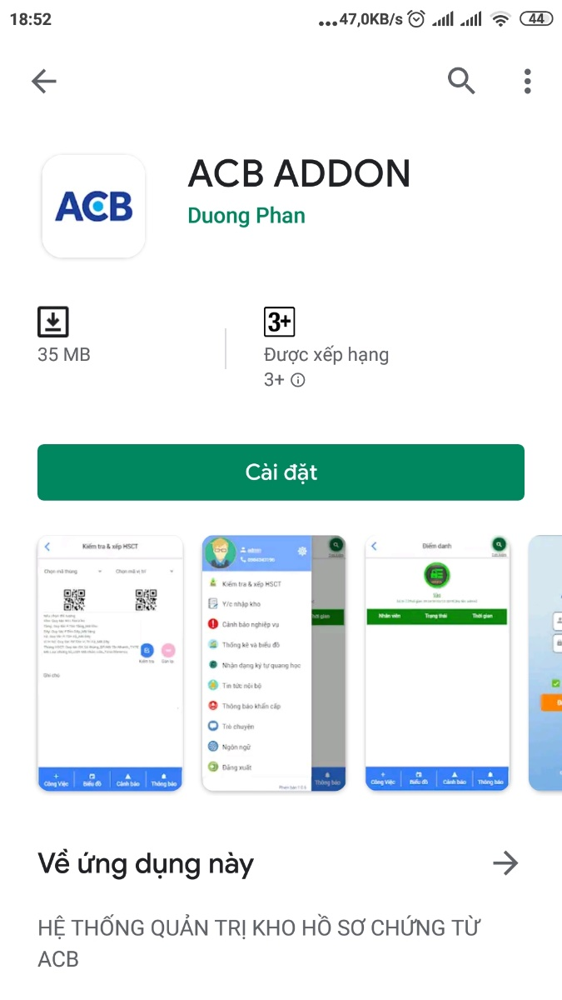 18:52
...47,0KB/s
44
ACB
ACB ADDON
Duong Phan
35 MB
3+
Được xếp hạng
3+
Cài đặt
Kiểm tra & xếp HSCT
Chọn mã thùng
Chọn mã vị trí
Kiểm tra
Ghi chú
Công Việc
Biểu đồ
Cảnh báo
Thông báo
admin
Kiểm tra & xếp HSCT
Y/c nhập kho
Cảnh báo nghiệp vụ
Thống kê và biểu đồ
Nhận dạng ký tự quang học
Tin tức nội bộ
Thông báo khẩn cấp
Trò chuyện
Ngôn ngữ
Đăng xuất
Thông báo
Điểm danh
Nhân viên
Trạng thái
Thời gian
Công Việc
Biểu đồ
Cảnh báo
Thông báo
Về ứng dụng này
HỆ THỐNG QUẢN TRỊ KHO HỒ SƠ CHỨNG TỪ
ACB